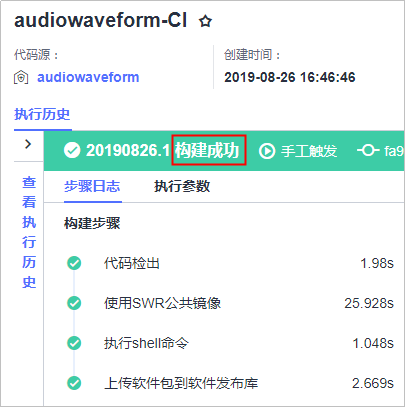 audiowaveform-CI
代码源：
创建时间：
audiowaveform
2019-08-26 16:46:46
执行历史
20190826.1 构建成功 手工触发 fa9
查看执行历史
步骤日志 执行参数
构建步骤
代码检出 1.98s
使用SWR公共镜像 25.928s
执行shell命令 1.048s
上传软件包到软件发布库 2.669s